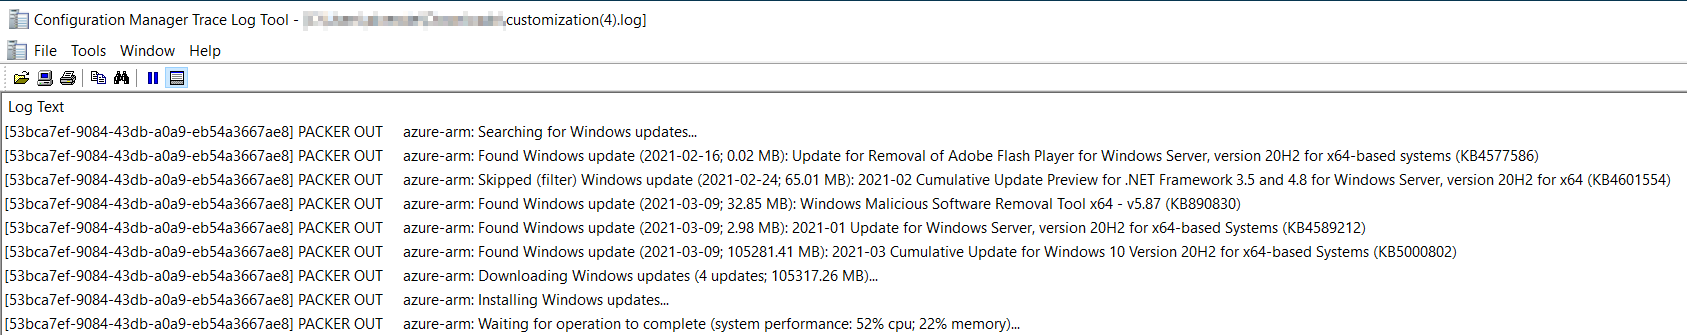 Configuration Manager Trace Log Tool - customization(4).log]
File Tools Window Help
Log Text
[53bca7ef-9084-43db-a0a9-eb54a3667ae8] PACKER OUT azure-arm: Searching for Windows updates...
[53bca7ef-9084-43db-a0a9-eb54a3667ae8] PACKER OUT azure-arm: Found Windows update (2021-02-16; 0.02 MB): Update for Removal of Adobe Flash Player for Windows Server, version 20H2 for x64-based systems (KB4577586)
[53bca7ef-9084-43db-a0a9-eb54a3667ae8] PACKER OUT azure-arm: Skipped (filter) Windows update (2021-02-24; 65.01 MB): 2021-02 Cumulative Update Preview for .NET Framework 3.5 and 4.8 for Windows Server, version 20H2 for x64 (KB4601554)
[53bca7ef-9084-43db-a0a9-eb54a3667ae8] PACKER OUT azure-arm: Found Windows update (2021-03-09; 32.85 MB): Windows Malicious Software Removal Tool x64 - v5.87 (KB890830)
[53bca7ef-9084-43db-a0a9-eb54a3667ae8] PACKER OUT azure-arm: Found Windows update (2021-03-09; 2.98 MB): 2021-01 Update for Windows Server, version 20H2 for x64-based Systems (KB4589212)
[53bca7ef-9084-43db-a0a9-eb54a3667ae8] PACKER OUT azure-arm: Found Windows update (2021-03-09; 105281.41 MB): 2021-03 Cumulative Update for Windows 10 Version 20H2 for x64-based Systems (KB5000802)
[53bca7ef-9084-43db-a0a9-eb54a3667ae8] PACKER OUT azure-arm: Downloading Windows updates (4 updates; 105317.26 MB)...
[53bca7ef-9084-43db-a0a9-eb54a3667ae8] PACKER OUT azure-arm: Installing Windows updates...
[53bca7ef-9084-43db-a0a9-eb54a3667ae8] PACKER OUT azure-arm: Waiting for operation to complete (system performance: 52% cpu; 22% memory)...